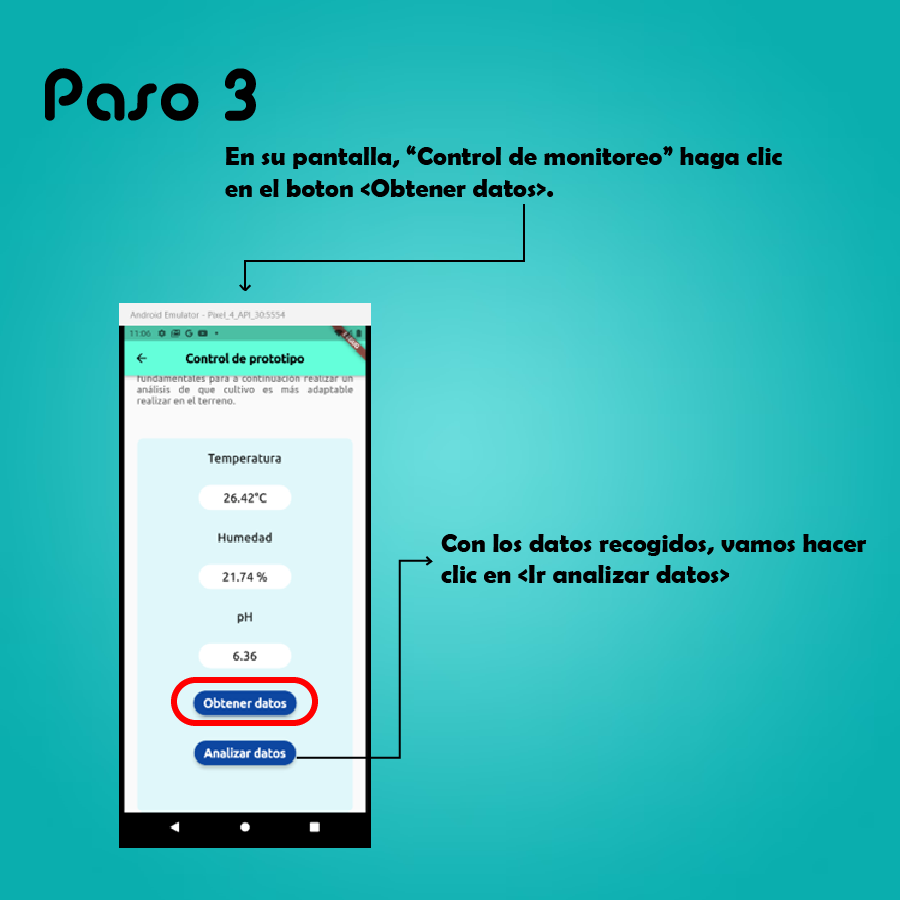 Paso 3
En su pantalla, “Control de monitoreo” haga clic
en el boton <Obtener datos>.
Android Emulator - Pixel_4_API_30:5554
11:06
Control de prototipo
fundamentales para a continuación realizar un
análisis de que cultivo es más adaptable
realizar en el terreno.
Temperatura
26.42°C
Humedad
21.74 %
pH
6.36
Obtener datos
Analizar datos
Con los datos recogidos, vamos hacer
clic en <Ir analizar datos>